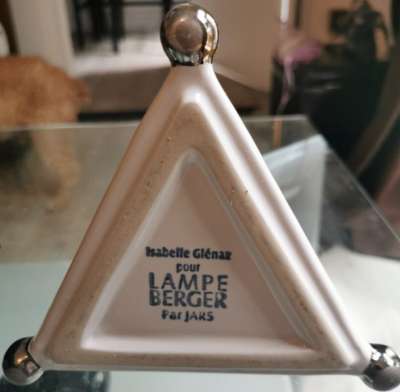 Isabelle Glénaz
pour
LAMPE
BERGER
Par JARS